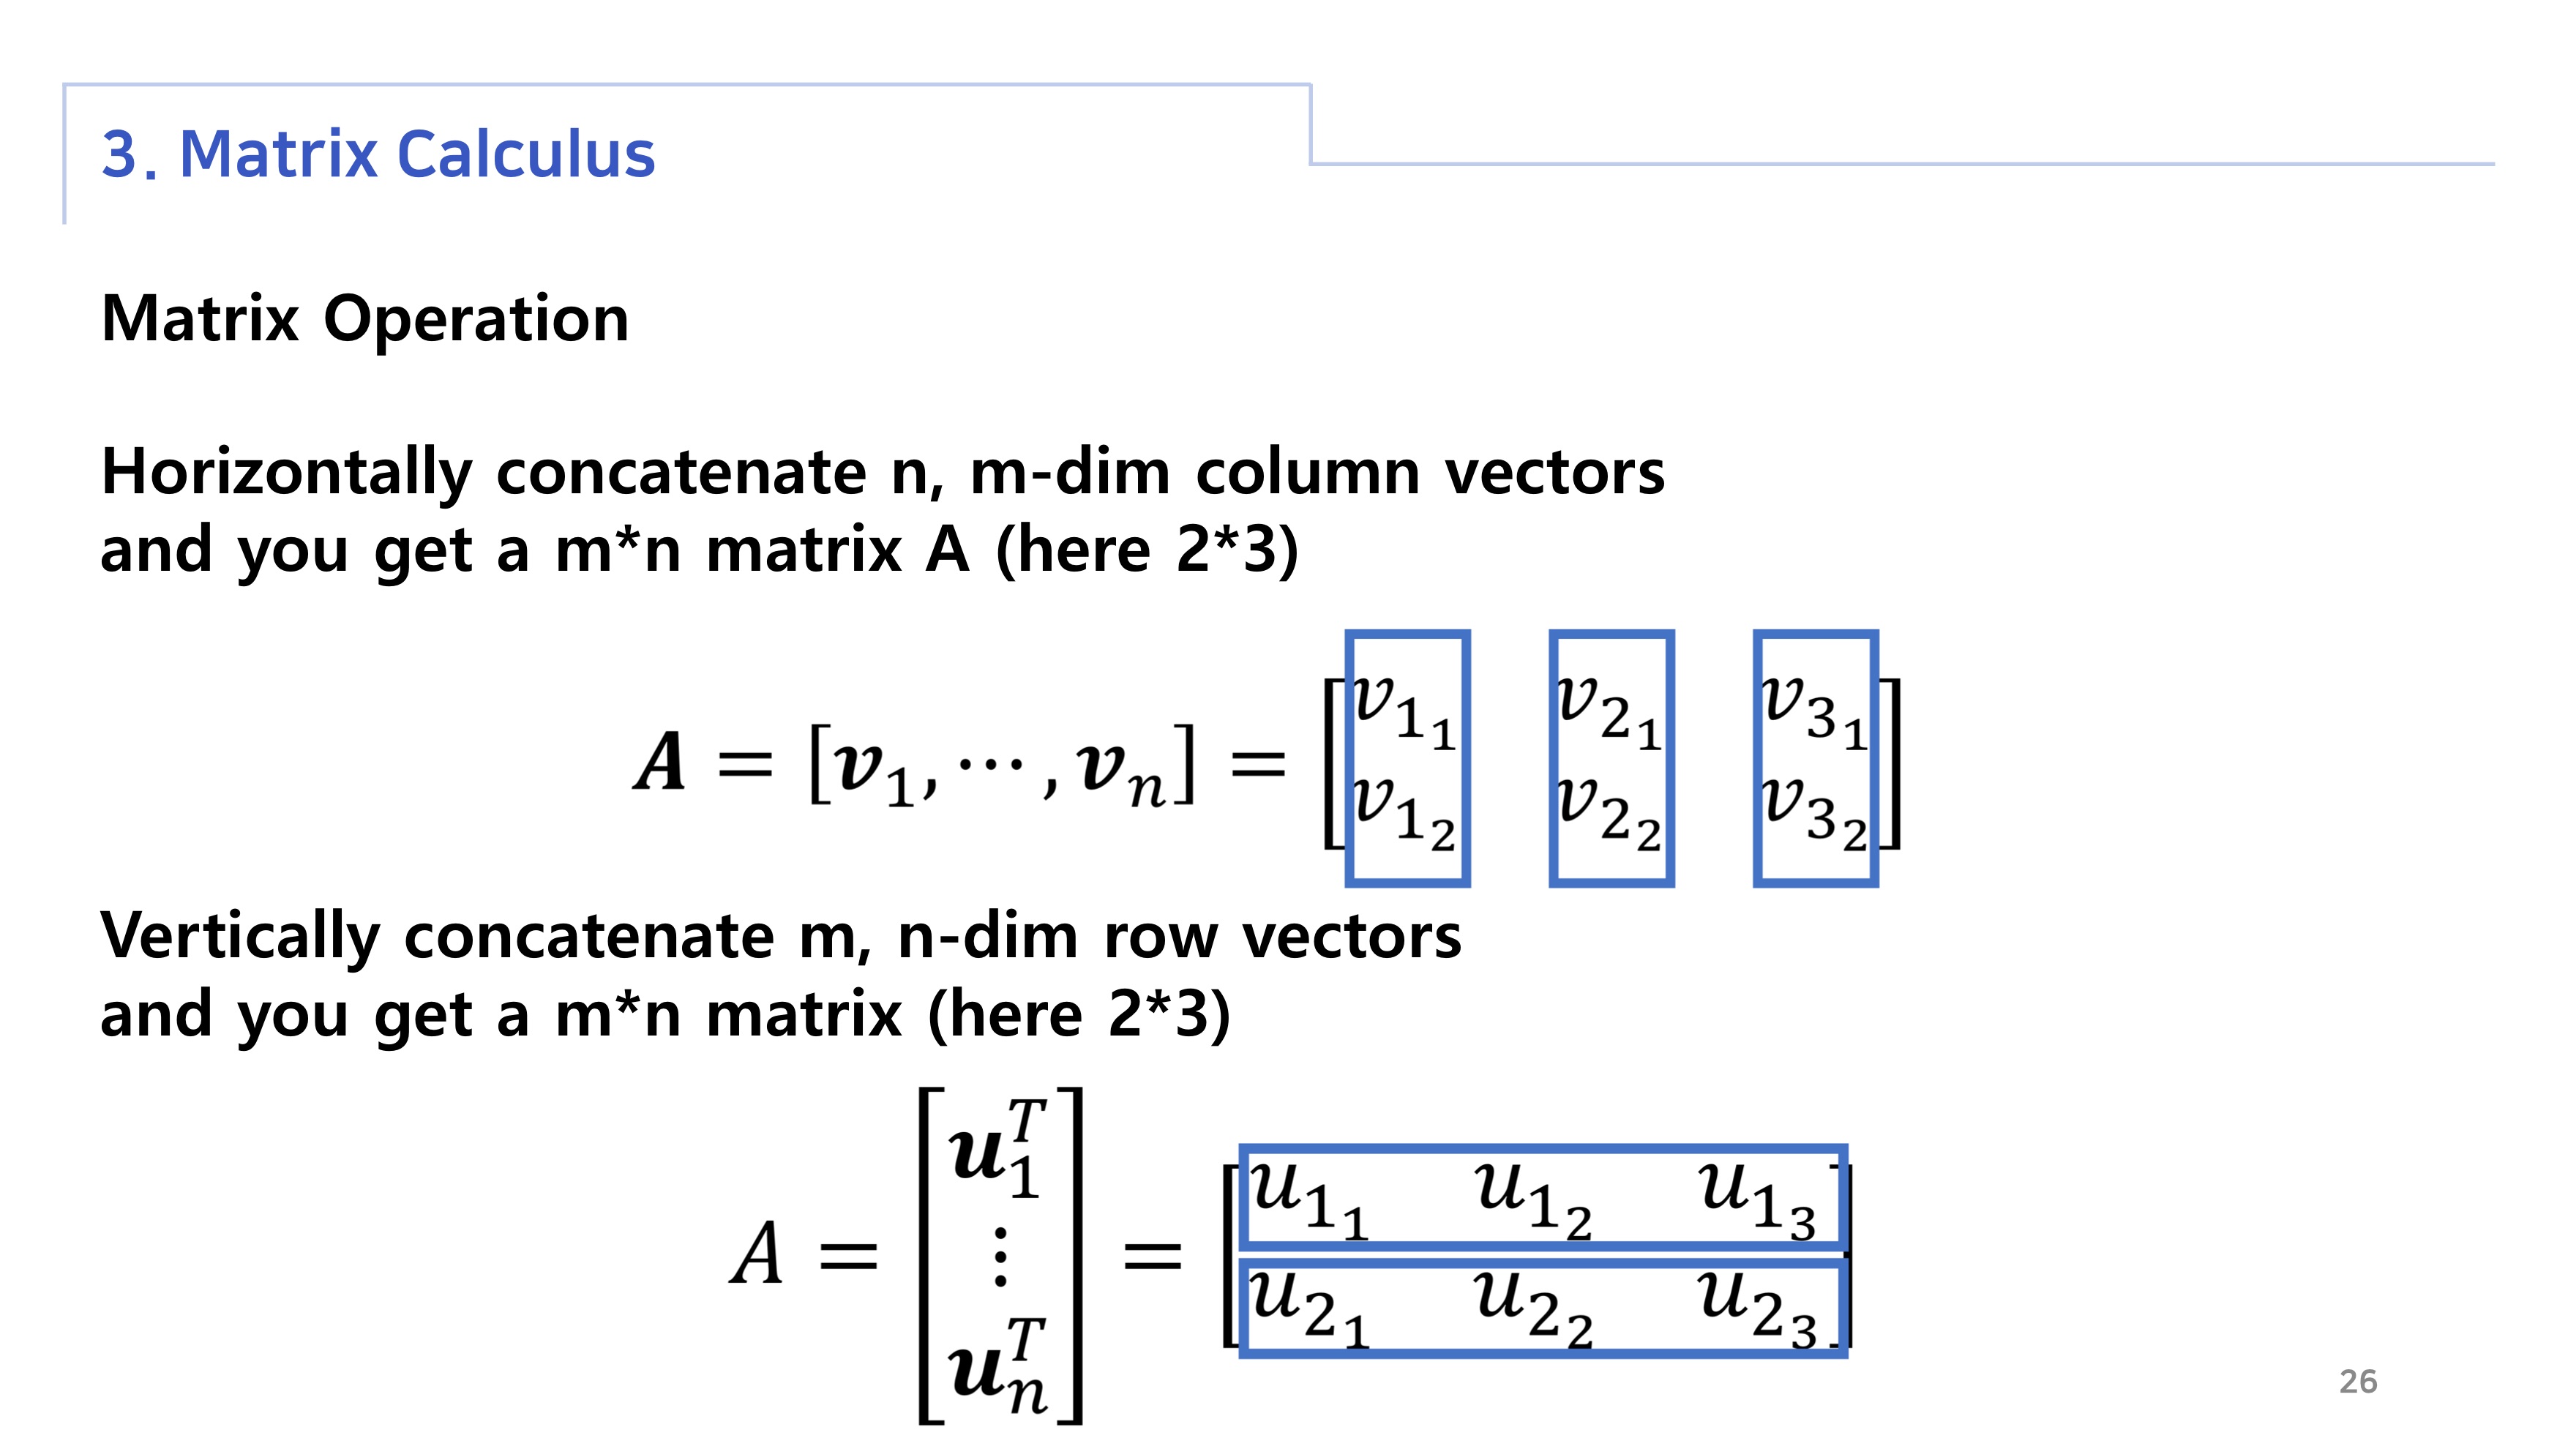 3. Matrix Calculus
Matrix Operation
Horizontally concatenate n, m-dim column vectors
and you get a m*n matrix A (here 2*3)
$\boldsymbol{A} = [\boldsymbol{v}_1, \cdots, \boldsymbol{v}_n] = \begin{bmatrix} v_{1_1} & v_{2_1} & v_{3_1} \\ v_{1_2} & v_{2_2} & v_{3_2} \end{bmatrix}$
Vertically concatenate m, n-dim row vectors
and you get a m*n matrix (here 2*3)
$A = \begin{bmatrix} \boldsymbol{u}_1^T \\ \vdots \\ \boldsymbol{u}_n^T \end{bmatrix} = \begin{bmatrix} u_{1_1} & u_{1_2} & u_{1_3} \\ u_{2_1} & u_{2_2} & u_{2_3} \end{bmatrix}$
26